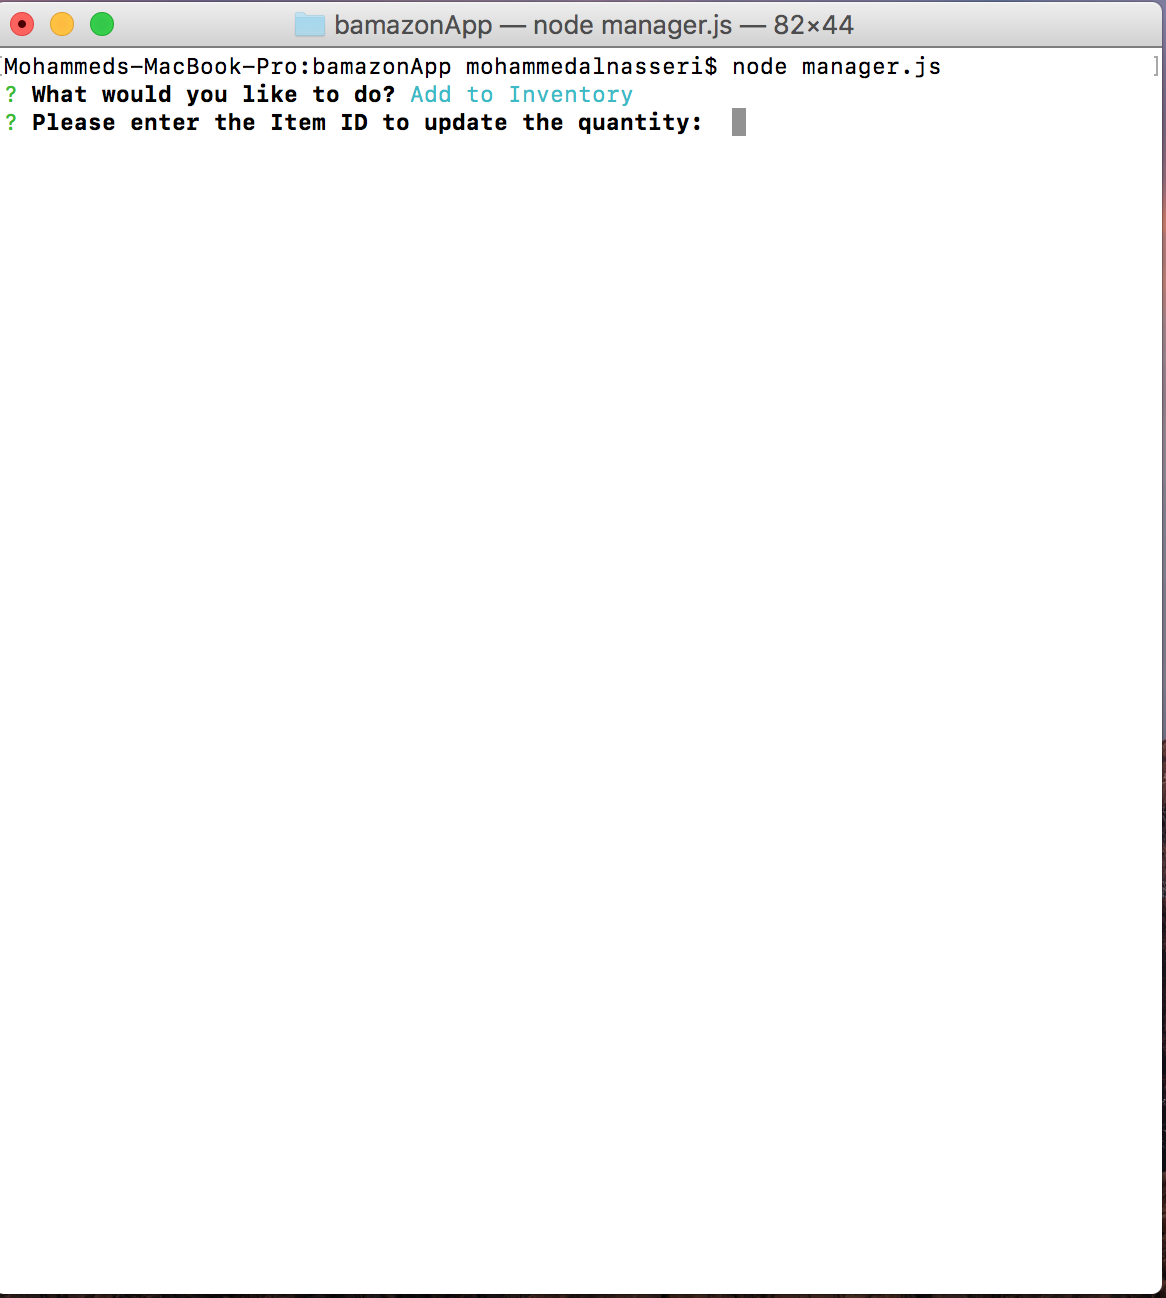 bamazonApp — node manager.js — 82×44
[Mohammeds-MacBook-Pro:bamazonApp mohammedalnasseri$ node manager.js ]
? What would you like to do? Add to Inventory
? Please enter the Item ID to update the quantity: